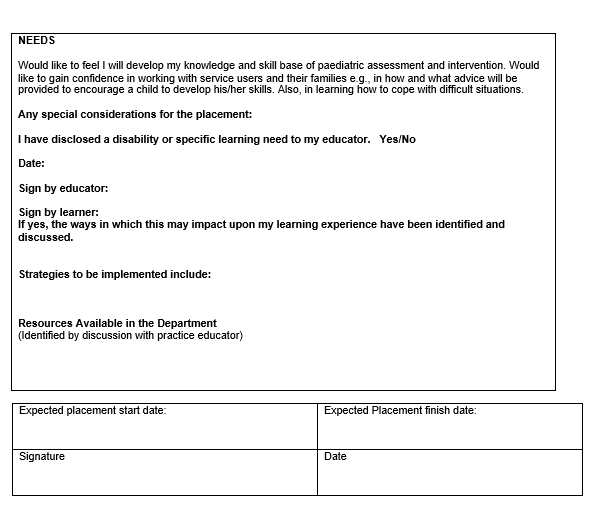 NEEDS
Would like to feel I will develop my knowledge and skill base of paediatric assessment and intervention. Would
like to gain confidence in working with service users and their families e.g., in how and what advice will be
provided to encourage a child to develop his/her skills. Also, in learning how to cope with difficult situations.
Any special considerations for the placement:
I have disclosed a disability or specific learning need to my educator.   Yes/No
Date:
Sign by educator:
Sign by learner:
If yes, the ways in which this may impact upon my learning experience have been identified and
discussed.
Strategies to be implemented include:
Resources Available in the Department
(Identified by discussion with practice educator)
Expected placement start date:
Expected Placement finish date:
Signature
Date